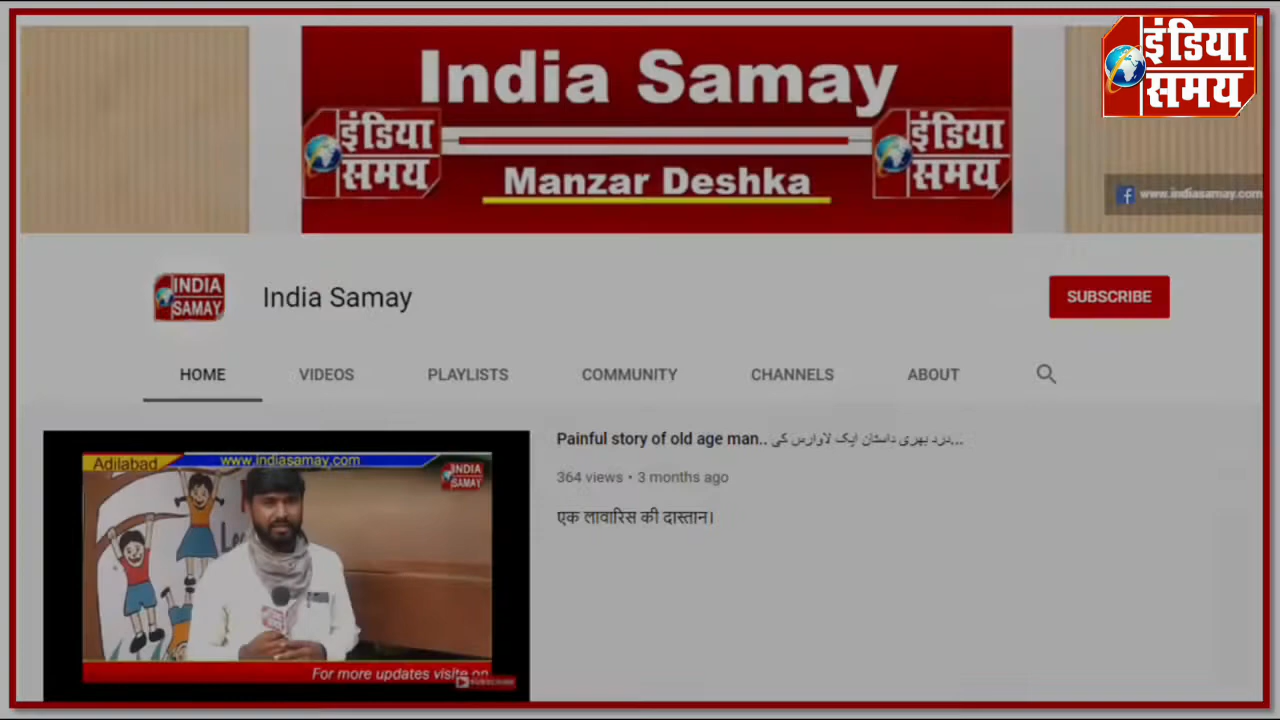 India Samay
इंडिया
समय
इंडिया
समय
Manzar Deshka
इंडिया
समय
www.indiasamay.com
INDIA
SAMAY
India Samay
SUBSCRIBE
HOME VIDEOS PLAYLISTS COMMUNITY CHANNELS ABOUT
Painful story of old age man.. درد بھری داستان ایک لاوارس کی...
364 views • 3 months ago
एक लावारिस की दास्तान।
Adilabad www.indiasamay.com
INDIA
SAMAY
For more updates visite on
SUBSCRIBE